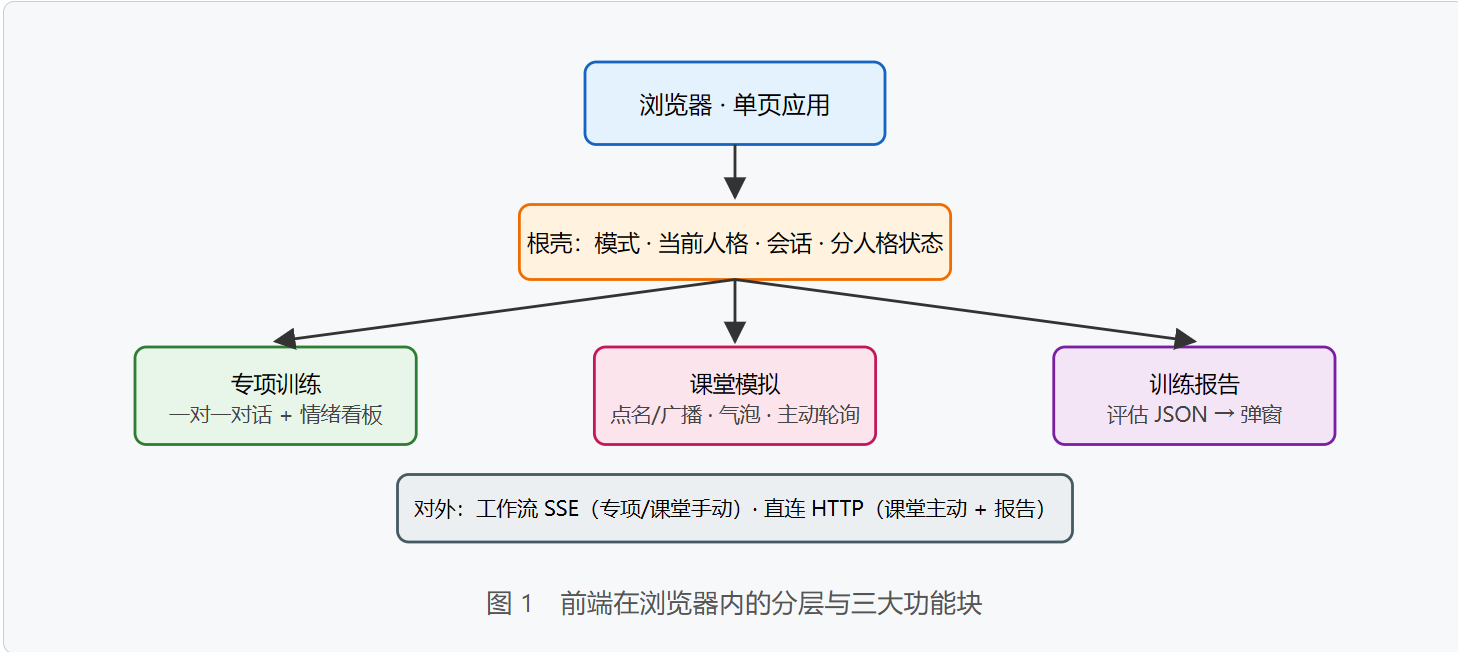 浏览器 · 单页应用
根壳：模式 · 当前人格 · 会话 · 分人格状态
专项训练
一对一对话 + 情绪看板
课堂模拟
点名/广播 · 气泡 · 主动轮询
训练报告
评估 JSON → 弹窗
对外：工作流 SSE（专项/课堂手动）· 直连 HTTP（课堂主动 + 报告）
图 1　前端在浏览器内的分层与三大功能块